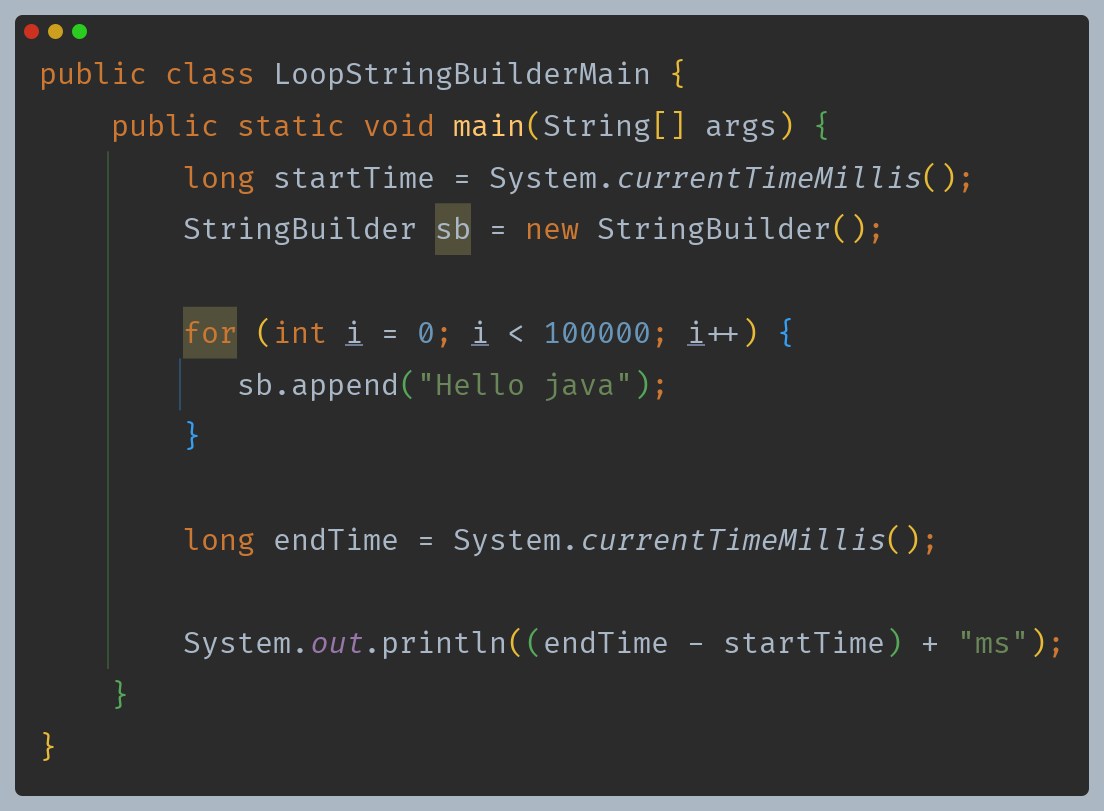 public class LoopStringBuilderMain {
    public static void main(String[] args) {
        long startTime = System.currentTimeMillis();
        StringBuilder sb = new StringBuilder();
        for (int i = 0; i < 100000; i++) {
           sb.append("Hello java");
        }
        long endTime = System.currentTimeMillis();
        System.out.println((endTime - startTime) + "ms");
    }
}